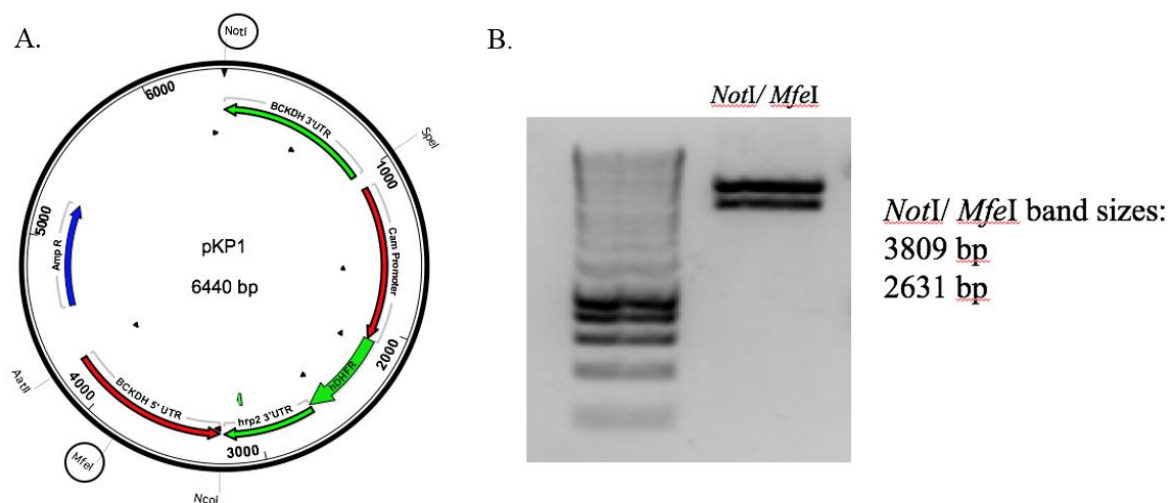 A.
NotI
6000
BCKDH 3'UTR
SpeI
1000
Cam Promoter
5000
Amp R
pKP1
6440 bp
2000
hDHFR
AatII
4000
BCKDH 5' UTR
hrp2 3'UTR
MfeI
3000
NcoI
B.
NotI/ MfeI
NotI/ MfeI band sizes:
3809 bp
2631 bp